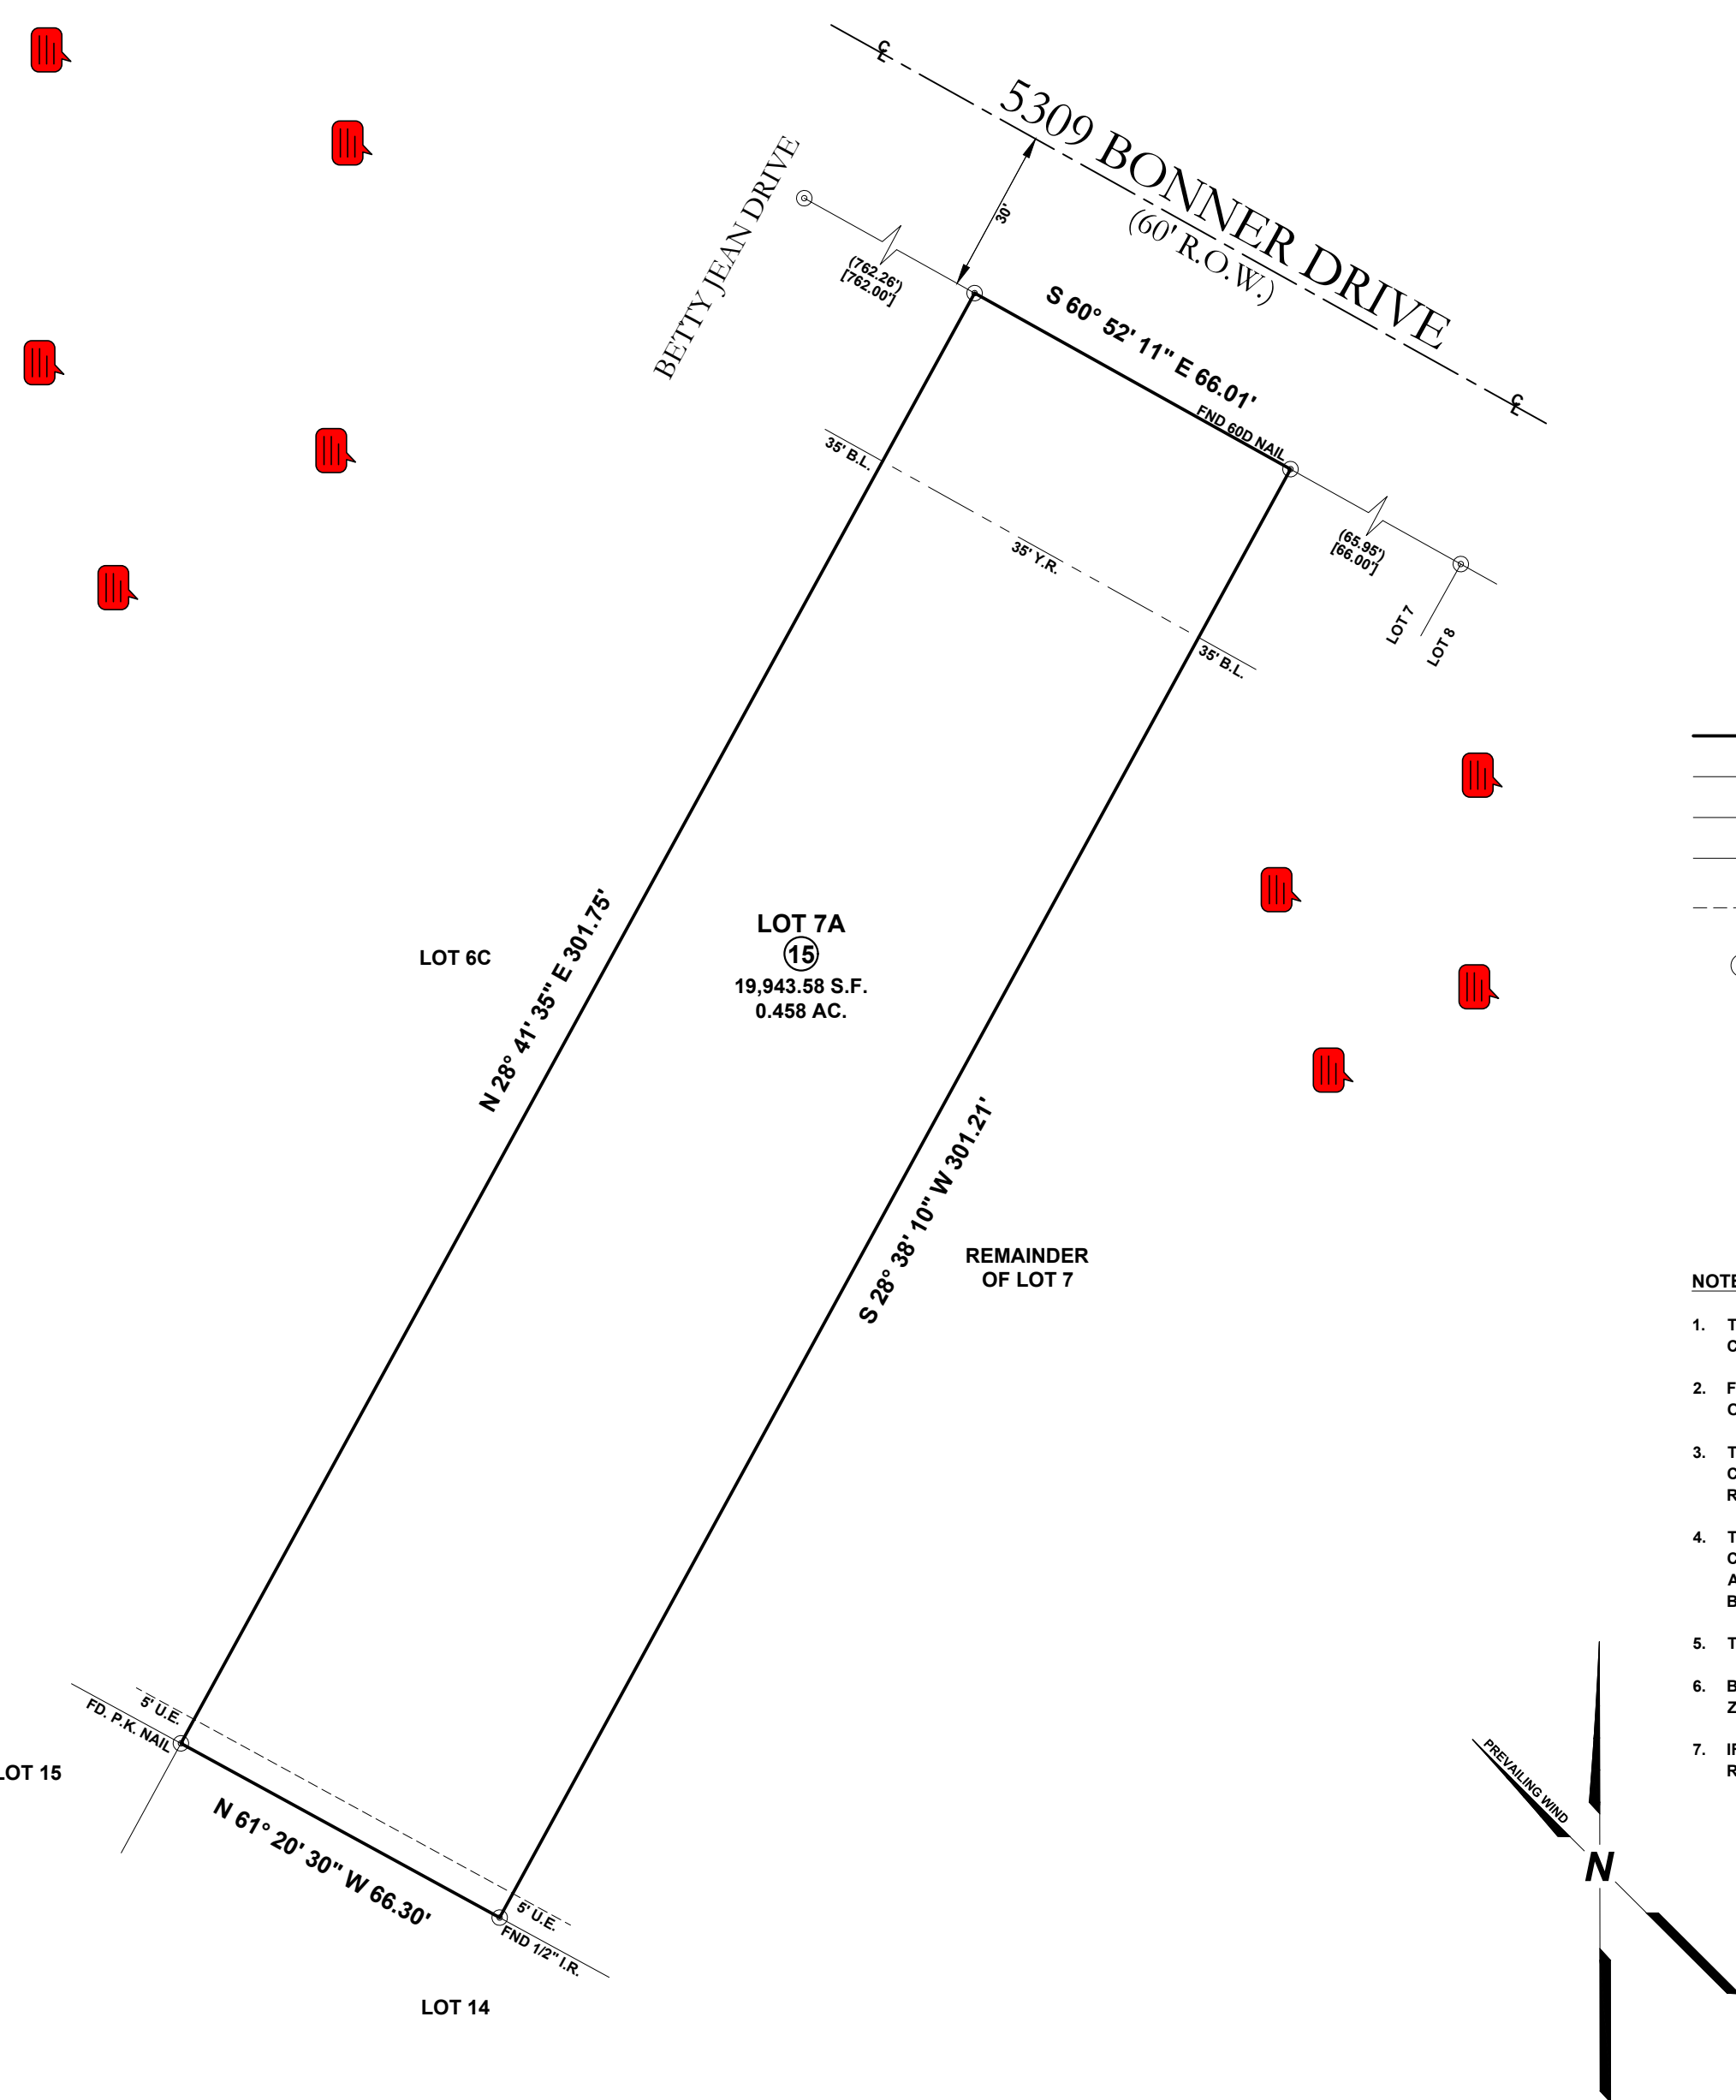 C
L
5309 BONNER DRIVE
(60' R.O.W.)
BETTY JEAN DRIVE
30'
(762.26')
[762.00']
S 60° 52' 11" E 66.01'
FND 60D NAIL
C
L
35' B.L.
35' Y.R.
35' B.L.
(65.95')
[66.00']
LOT 7
LOT 8
N 28° 41' 35" E 301.75'
LOT 6C
LOT 7A
15
19,943.58 S.F.
0.458 AC.
S 28° 38' 10" W 301.21'
REMAINDER
OF LOT 7
5' U.E.
FD. P.K. NAIL
N 61° 20' 30" W 66.30'
5' U.E.
FND 1/2" I.R.
LOT 15
LOT 14
PREVAILING WIND
N
NOTE
1.
2.
3.
4.
5.
6.
7.